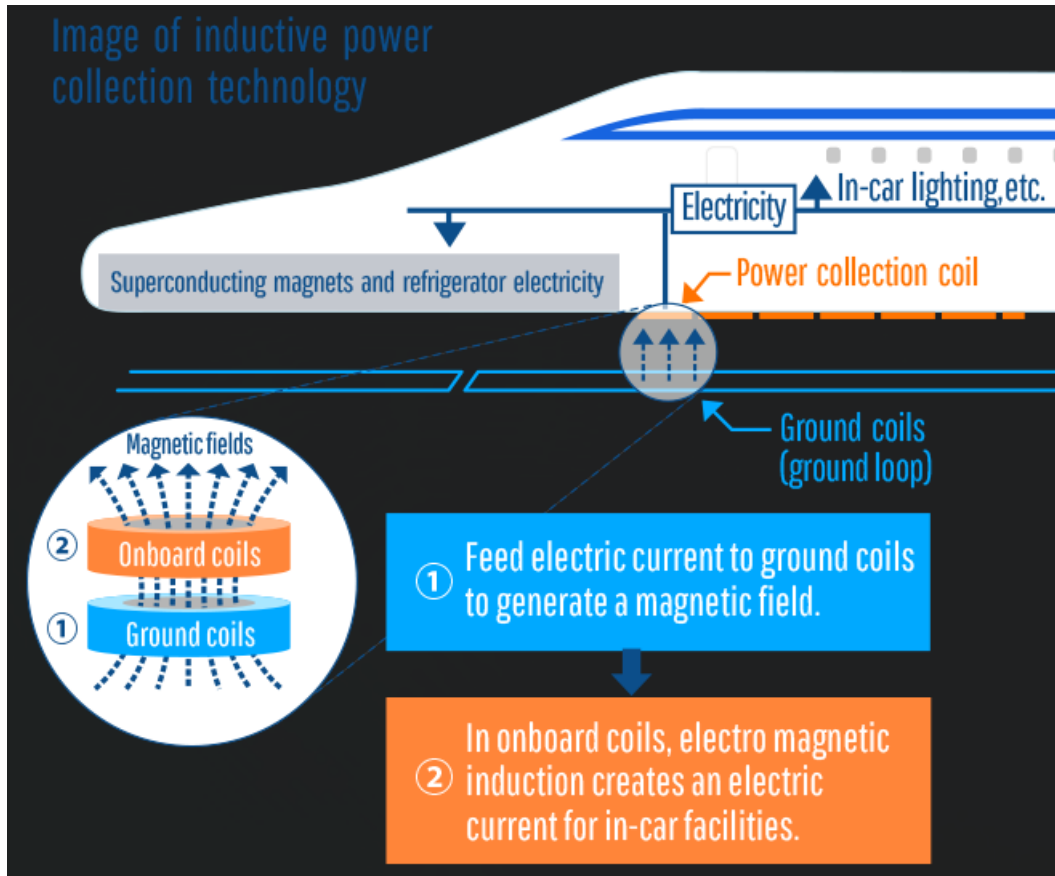 Image of inductive power
collection technology
Electricity
In-car lighting,etc.
Superconducting magnets and refrigerator electricity
Power collection coil
Ground coils
(ground loop)
Magnetic fields
② Onboard coils
① Ground coils
① Feed electric current to ground coils
to generate a magnetic field.
② In onboard coils, electro magnetic
induction creates an electric
current for in-car facilities.